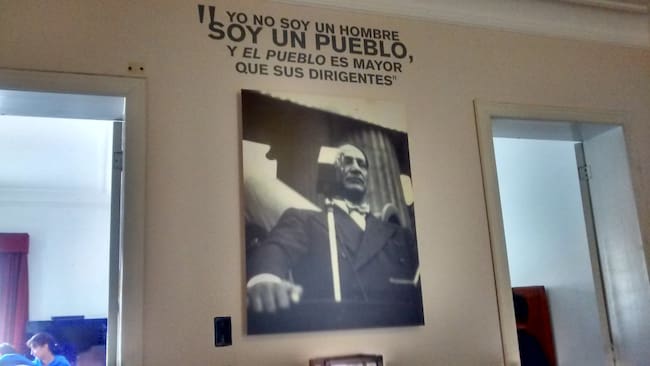 "YO NO SOY UN HOMBRE
SOY UN PUEBLO,
Y EL PUEBLO ES MAYOR
QUE SUS DIRIGENTES"